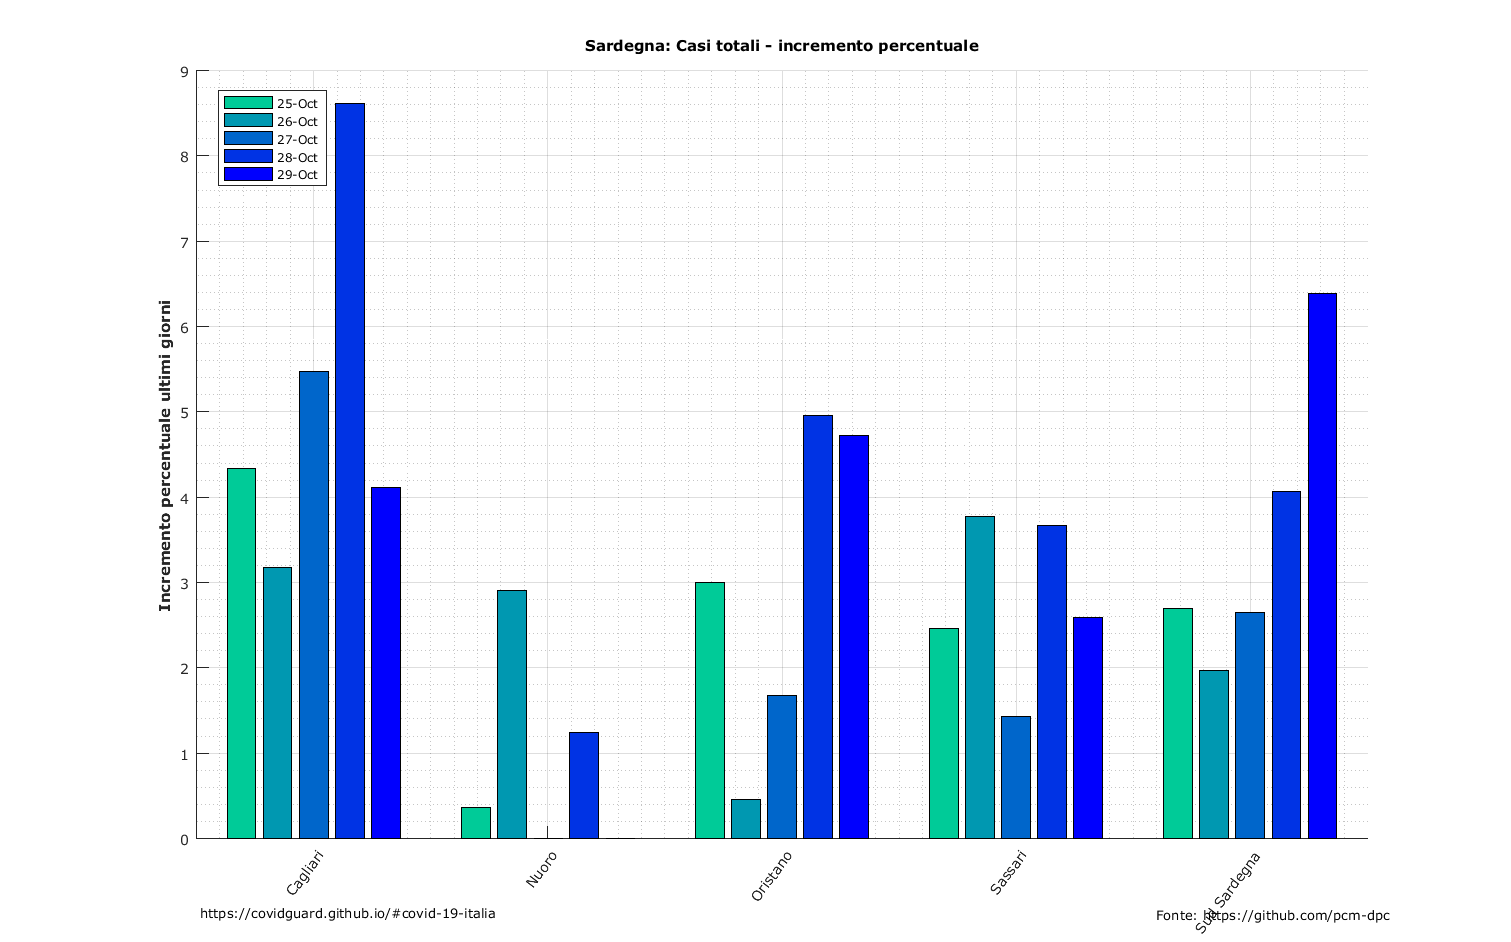 Sardegna: Casi totali - incremento percentuale
Incremento percentuale ultimi giorni
9
8
7
6
5
4
3
2
1
0
25-Oct
26-Oct
27-Oct
28-Oct
29-Oct
Cagliari
Nuoro
Oristano
Sassari
Sud Sardegna
https://covidguard.github.io/#covid-19-italia
Fonte: https://github.com/pcm-dpc